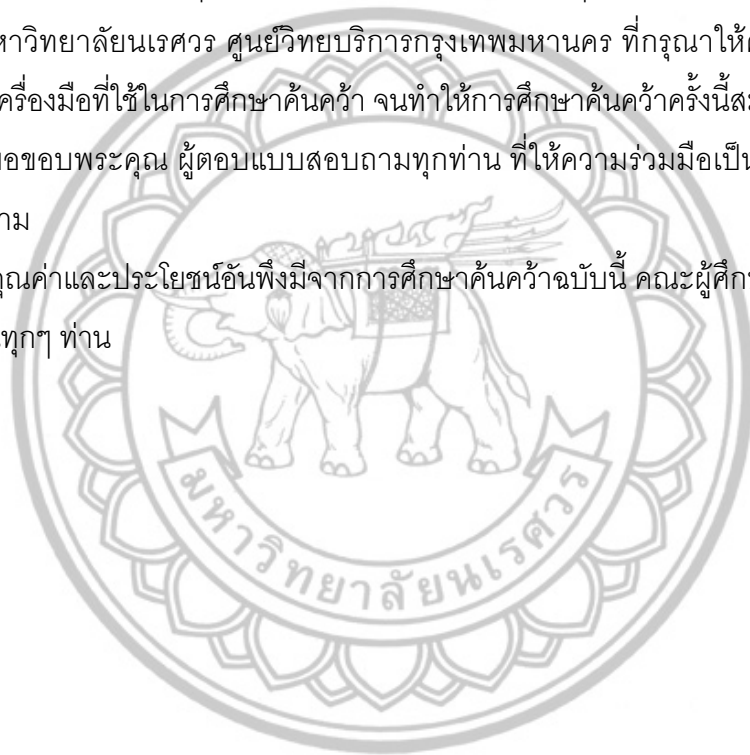 หาวิทยาลัยนเรศวร ศูนย์วิทยบริการกรุงเทพมหานคร ที่กรุณาให้
ครื่องมือที่ใช้ในการศึกษาค้นคว้า จนทำให้การศึกษาค้นคว้าครั้งนี้
ขอขอบพระคุณ ผู้ตอบแบบสอบถามทุกท่าน ที่ให้ความร่วมมือเป็น
าม
ุณค่าและประโยชน์อันพึงมีจากการศึกษาค้นคว้าฉบับนี้ คณะผู้ศึก
ทุกๆ ท่าน
มหาวิทยาลัยนเรศวร